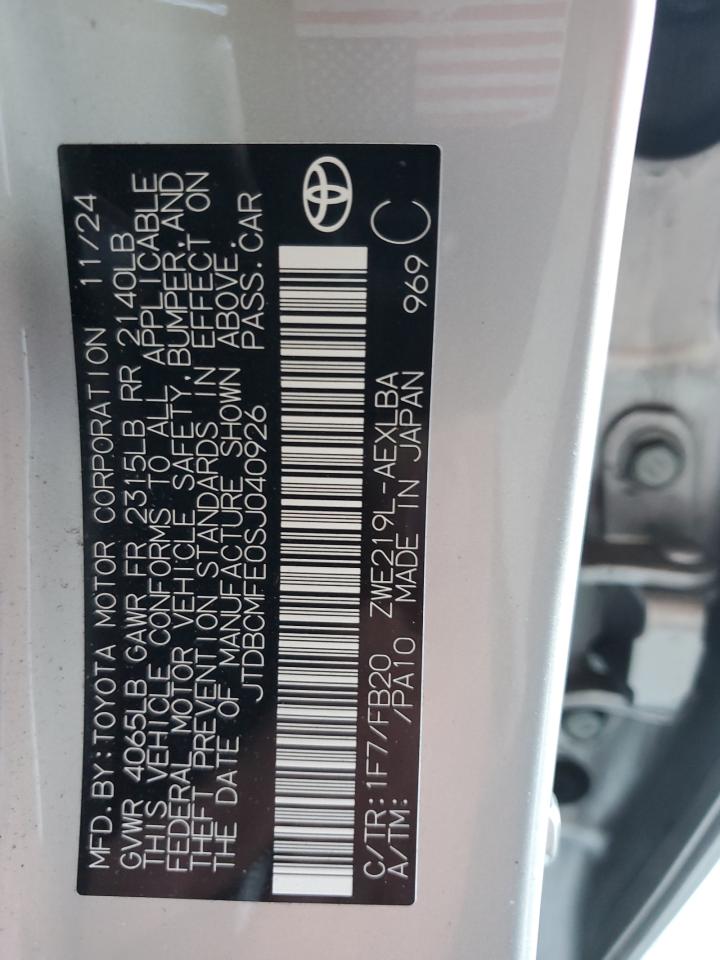 MFD.BY:TOYOTA MOTOR CORPORATION 11/24
GVWR 4065LB GAWR FR 2315LB RR 2140LB
THIS VEHICLE CONFORMS TO ALL APPLICABLE
FEDERAL MOTOR VEHICLE SAFETY,BUMPER,AND
THEFT PREVENTION STANDARDS IN EFFECT ON
THE DATE OF MANUFACTURE SHOWN ABOVE.
JTDBCMFE0SJ040926 PASS.CAR
C/TR:1F7/FB20 ZWE219L-AEXLBA
A/TM: /PA10 MADE IN JAPAN 969 C